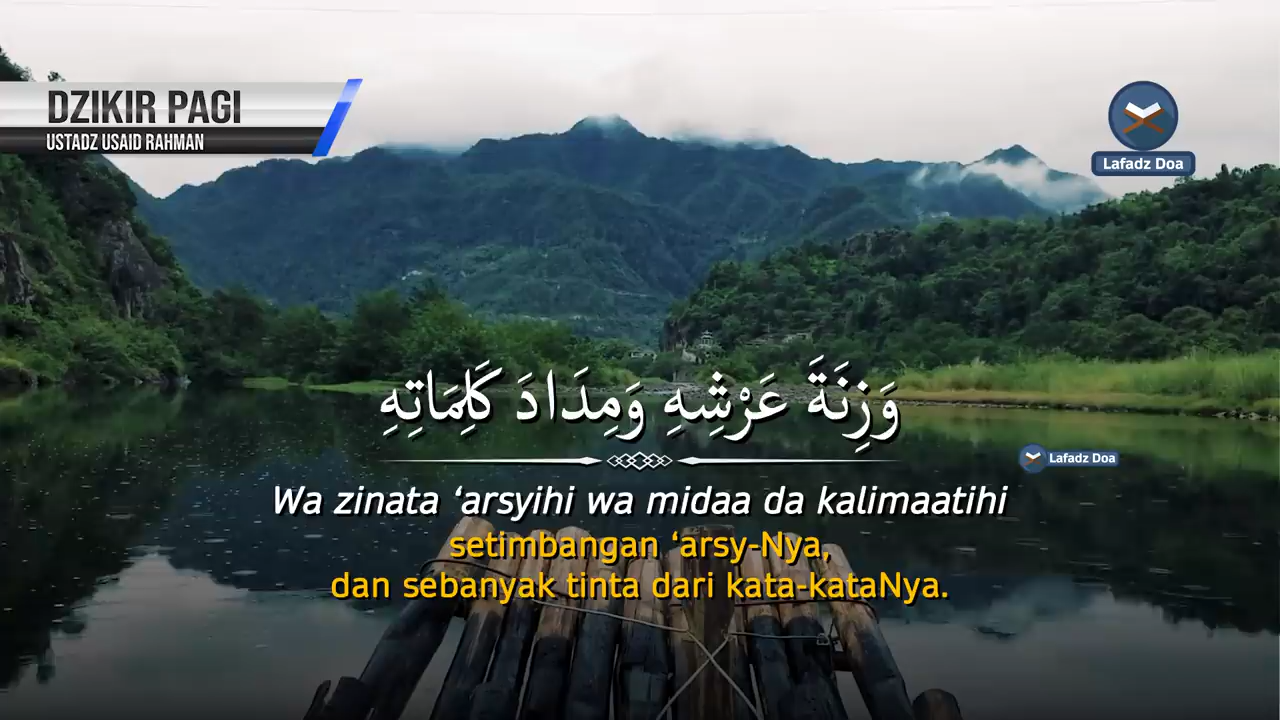 DZIKIR PAGI
USTADZ USAID RAHMAN
Lafadz Doa
وَزِنَةَ عَرْشِهِ وَمِدَادَ كَلِمَاتِهِ
Lafadz Doa
Wa zinata ‘arsyihi wa midaa da kalimaatihi
setimbangan ‘arsy-Nya,
dan sebanyak tinta dari kata-kataNya.